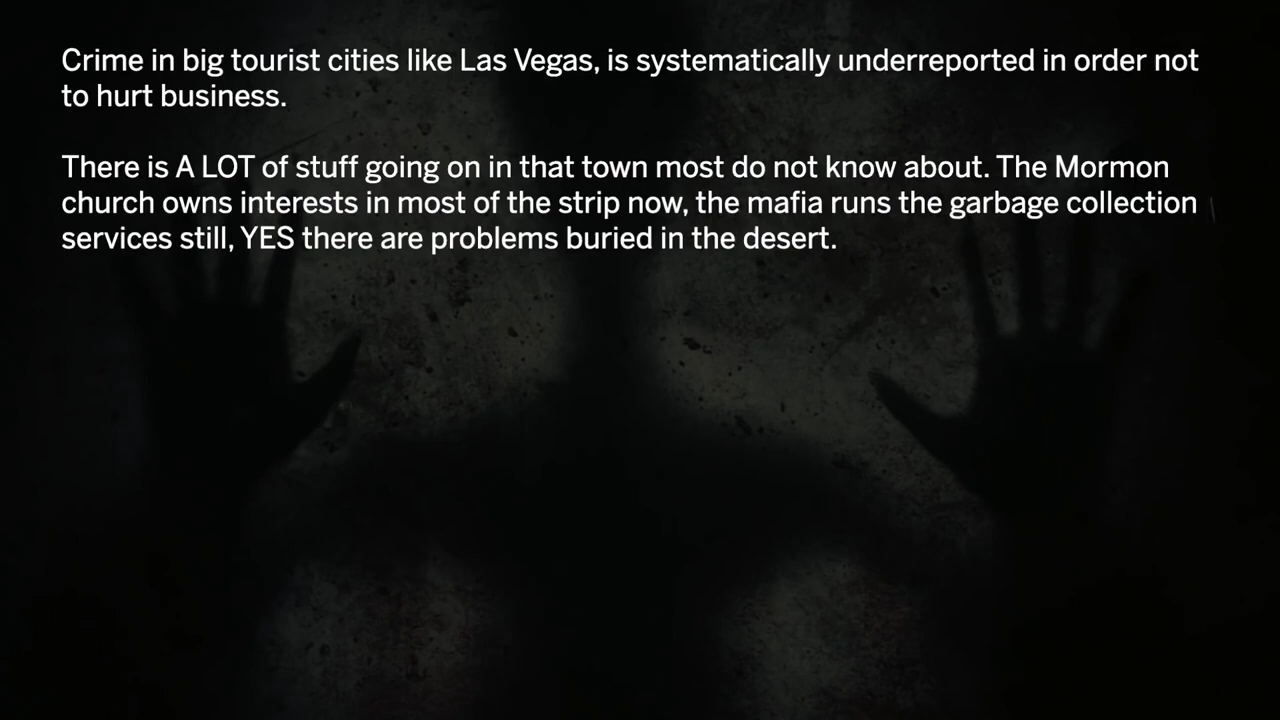 Crime in big tourist cities like Las Vegas, is systematically underreported in order not
to hurt business.
There is A LOT of stuff going on in that town most do not know about. The Mormon
church owns interests in most of the strip now, the mafia runs the garbage collection
services still, YES there are problems buried in the desert.